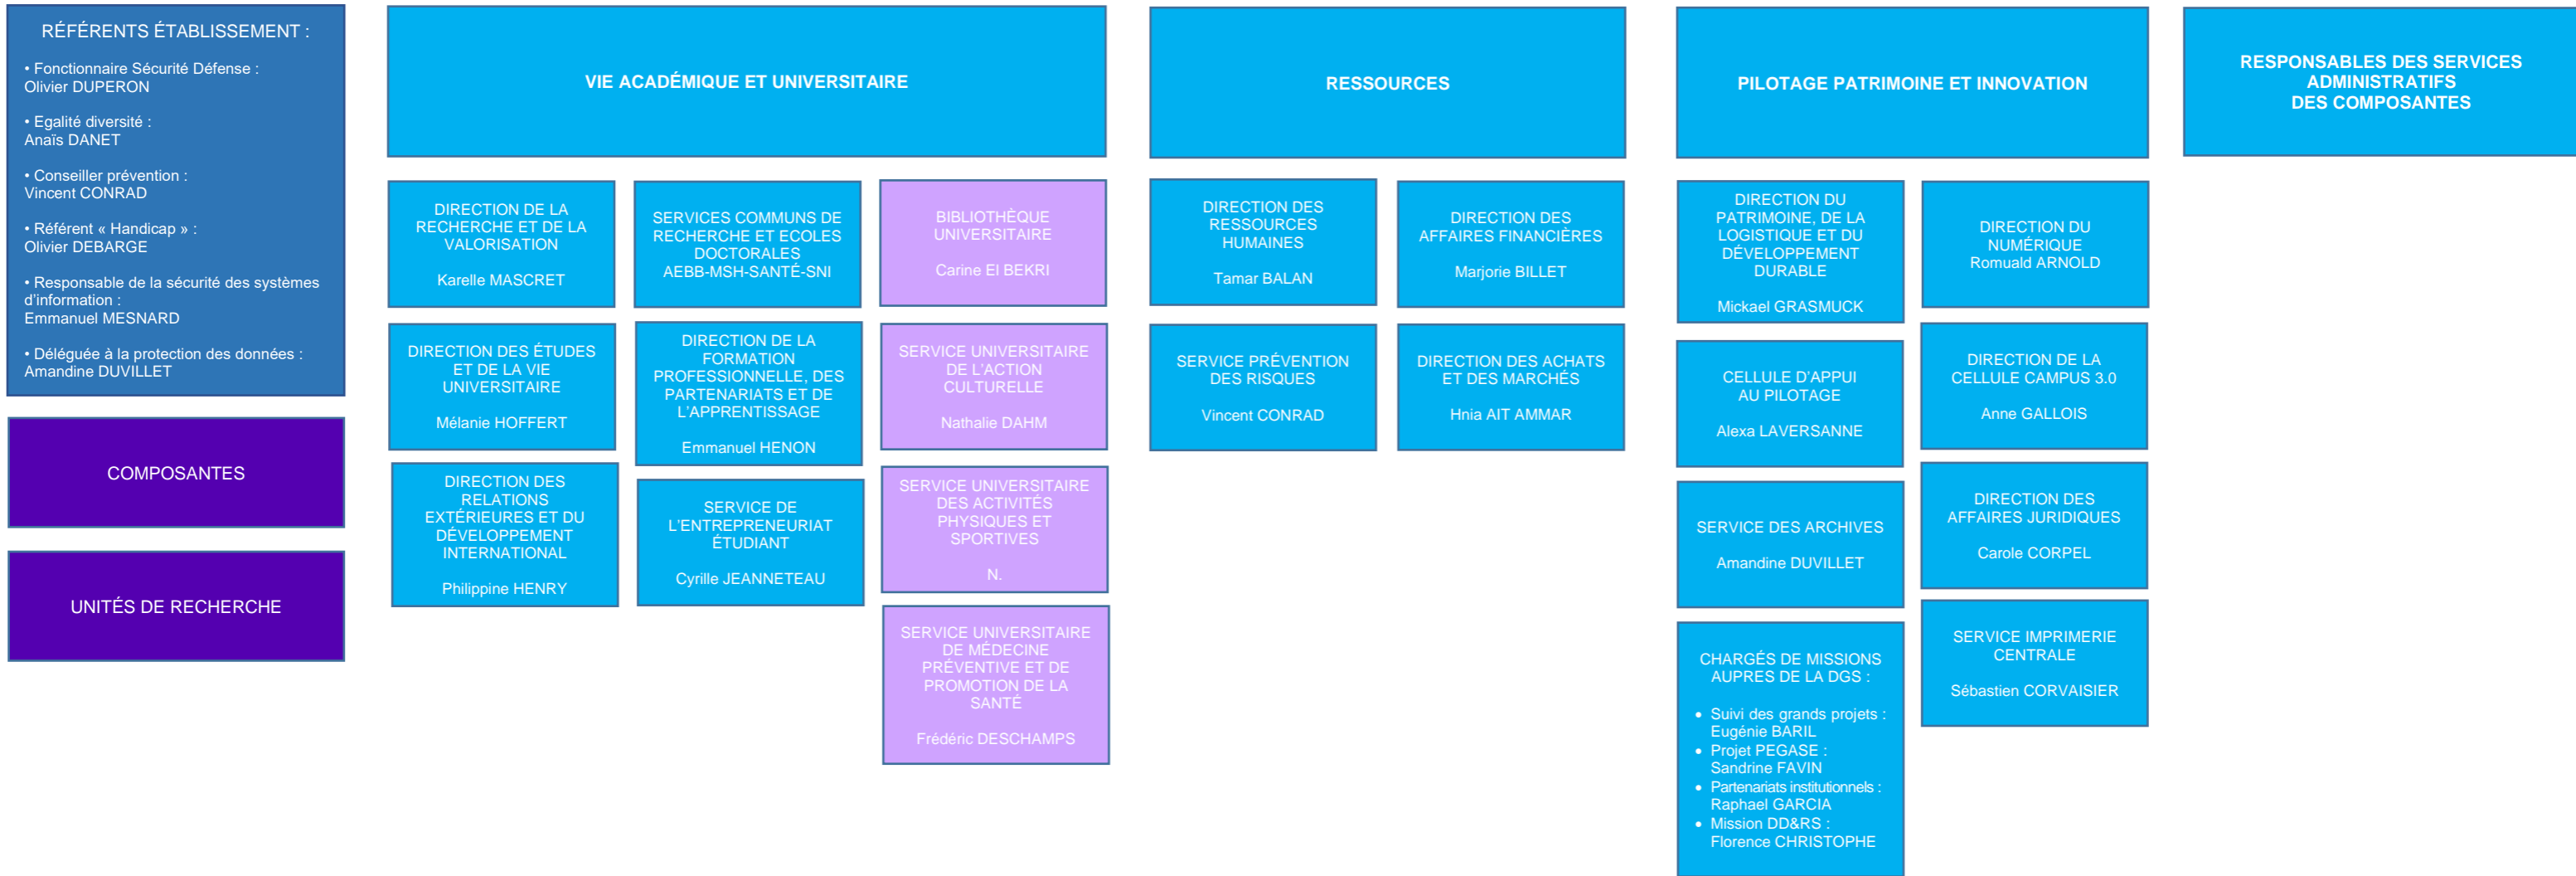 RÉFÉRENTS ÉTABLISSEMENT :
• Fonctionnaire Sécurité Défense :
Olivier DUPERON
• Egalité diversité :
Anaïs DANET
• Conseiller prévention :
Vincent CONRAD
• Référent « Handicap » :
Olivier DEBARGE
• Responsable de la sécurité des systèmes
d'information :
Emmanuel MESNARD
• Déléguée à la protection des données :
Amandine DUVILLET
COMPOSANTES
UNITÉS DE RECHERCHE
VIE ACADÉMIQUE ET UNIVERSITAIRE
DIRECTION DE LA
RECHERCHE ET DE LA
VALORISATION
Karelle MASCRET
SERVICES COMMUNS DE
RECHERCHE ET ECOLES
DOCTORALES
AEBB-MSH-SANTÉ-SNI
BIBLIOTHÈQUE
UNIVERSITAIRE
Carine El BEKRI
DIRECTION DES ÉTUDES
ET DE LA VIE
UNIVERSITAIRE
Mélanie HOFFERT
DIRECTION DE LA
FORMATION
PROFESSIONNELLE, DES
PARTENARIATS ET DE
L'APPRENTISSAGE
Emmanuel HENON
SERVICE UNIVERSITAIRE
DE L'ACTION
CULTURELLE
Nathalie DAHM
DIRECTION DES
RELATIONS
EXTÉRIEURES ET DU
DÉVELOPPEMENT
INTERNATIONAL
Philippine HENRY
SERVICE DE
L'ENTREPRENEURIAT
ÉTUDIANT
Cyrille JEANNETEAU
SERVICE UNIVERSITAIRE
DES ACTIVITÉS
PHYSIQUES ET
SPORTIVES
N.
SERVICE UNIVERSITAIRE
DE MÉDECINE
PRÉVENTIVE ET DE
PROMOTION DE LA
SANTÉ
Frédéric DESCHAMPS
RESSOURCES
DIRECTION DES
RESSOURCES
HUMAINES
Tamar BALAN
DIRECTION DES
AFFAIRES FINANCIÈRES
Marjorie BILLET
SERVICE PRÉVENTION
DES RISQUES
Vincent CONRAD
DIRECTION DES ACHATS
ET DES MARCHÉS
Hnia AIT AMMAR
PILOTAGE PATRIMOINE ET INNOVATION
DIRECTION DU
PATRIMOINE, DE LA
LOGISTIQUE ET DU
DÉVELOPPEMENT
DURABLE
Mickael GRASMUCK
DIRECTION DU
NUMÉRIQUE
Romuald ARNOLD
CELLULE D'APPUI
AU PILOTAGE
Alexa LAVERSANNE
DIRECTION DE LA
CELLULE CAMPUS 3.0
Anne GALLOIS
SERVICE DES ARCHIVES
Amandine DUVILLET
DIRECTION DES
AFFAIRES JURIDIQUES
Carole CORPEL
CHARGÉS DE MISSIONS
AUPRES DE LA DGS :
• Suivi des grands projets :
Eugénie BARIL
• Projet PEGASE :
Sandrine FAVIN
• Partenariats institutionnels :
Raphael GARCIA
• Mission DD&RS :
Florence CHRISTOPHE
SERVICE IMPRIMERIE
CENTRALE
Sébastien CORVAISIER
RESPONSABLES DES SERVICES
ADMINISTRATIFS
DES COMPOSANTES